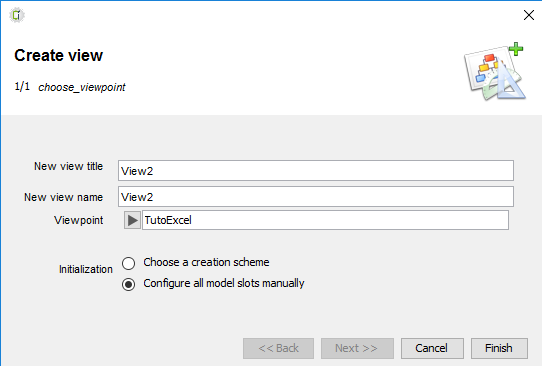 Create view
1/1 choose_viewpoint
New view title View2
New view name View2
Viewpoint TutoExcel
Initialization Choose a creation scheme
Configure all model slots manually
<< Back Next >> Cancel Finish